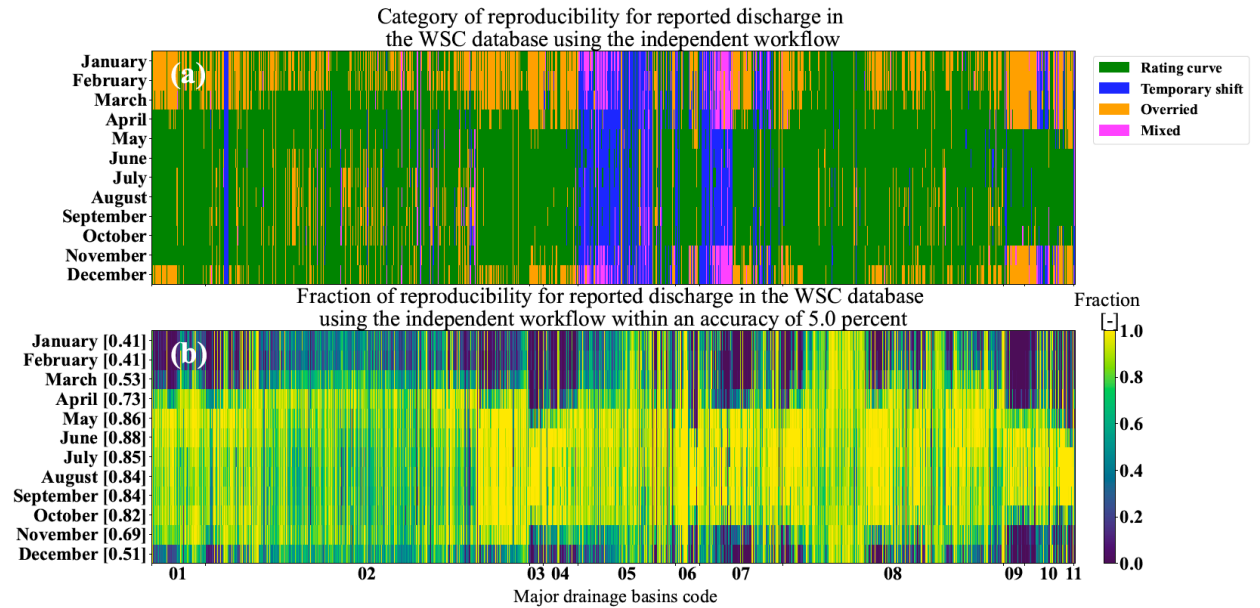 Category of reproducibility for reported discharge in
the WSC database using the independent workflow
(a)
January
February
March
April
May
June
July
August
September
October
November
December
Rating curve
Temporary shift
Overried
Mixed
Fraction of reproducibility for reported discharge in the WSC database
using the independent workflow within an accuracy of 5.0 percent
(b)
January [0.41]
February [0.41]
March [0.53]
April [0.73]
May [0.86]
June [0.88]
July [0.85]
August [0.84]
September [0.84]
October [0.82]
November [0.69]
December [0.51]
Fraction
[-]
1.0
0.8
0.6
0.4
0.2
0.0
01 02 03 04 05 06 07 08 09 10 11
Major drainage basins code